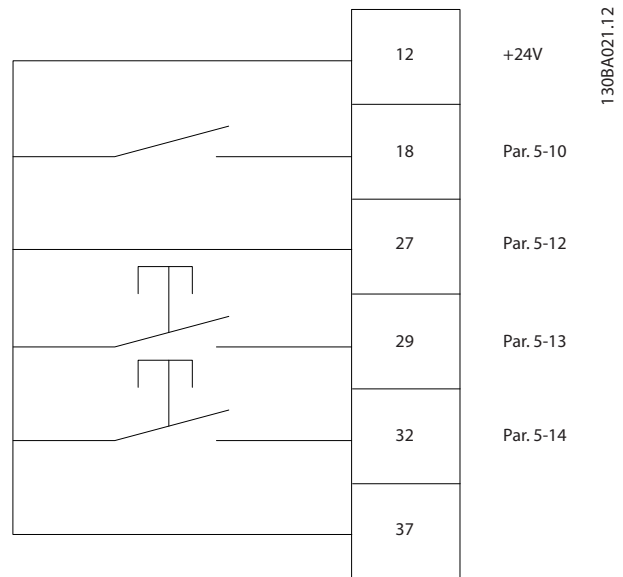 12 +24V
18 Par. 5-10
27 Par. 5-12
29 Par. 5-13
32 Par. 5-14
37
130BA021.12